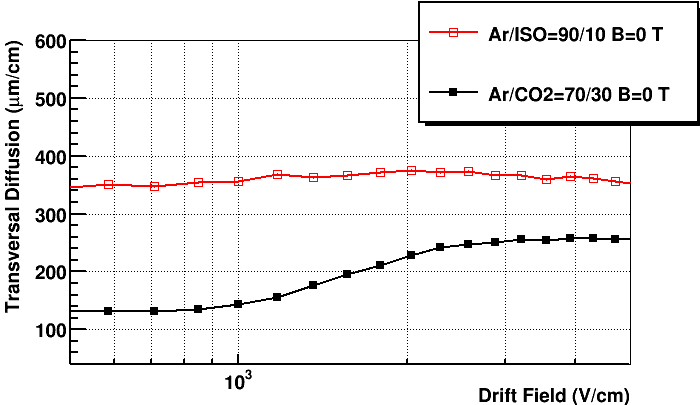 Ar/ISO=90/10 B=0 T
Ar/CO2=70/30 B=0 T
Transversal Diffusion (μm/cm)
600
500
400
300
200
100
10³
Drift Field (V/cm)